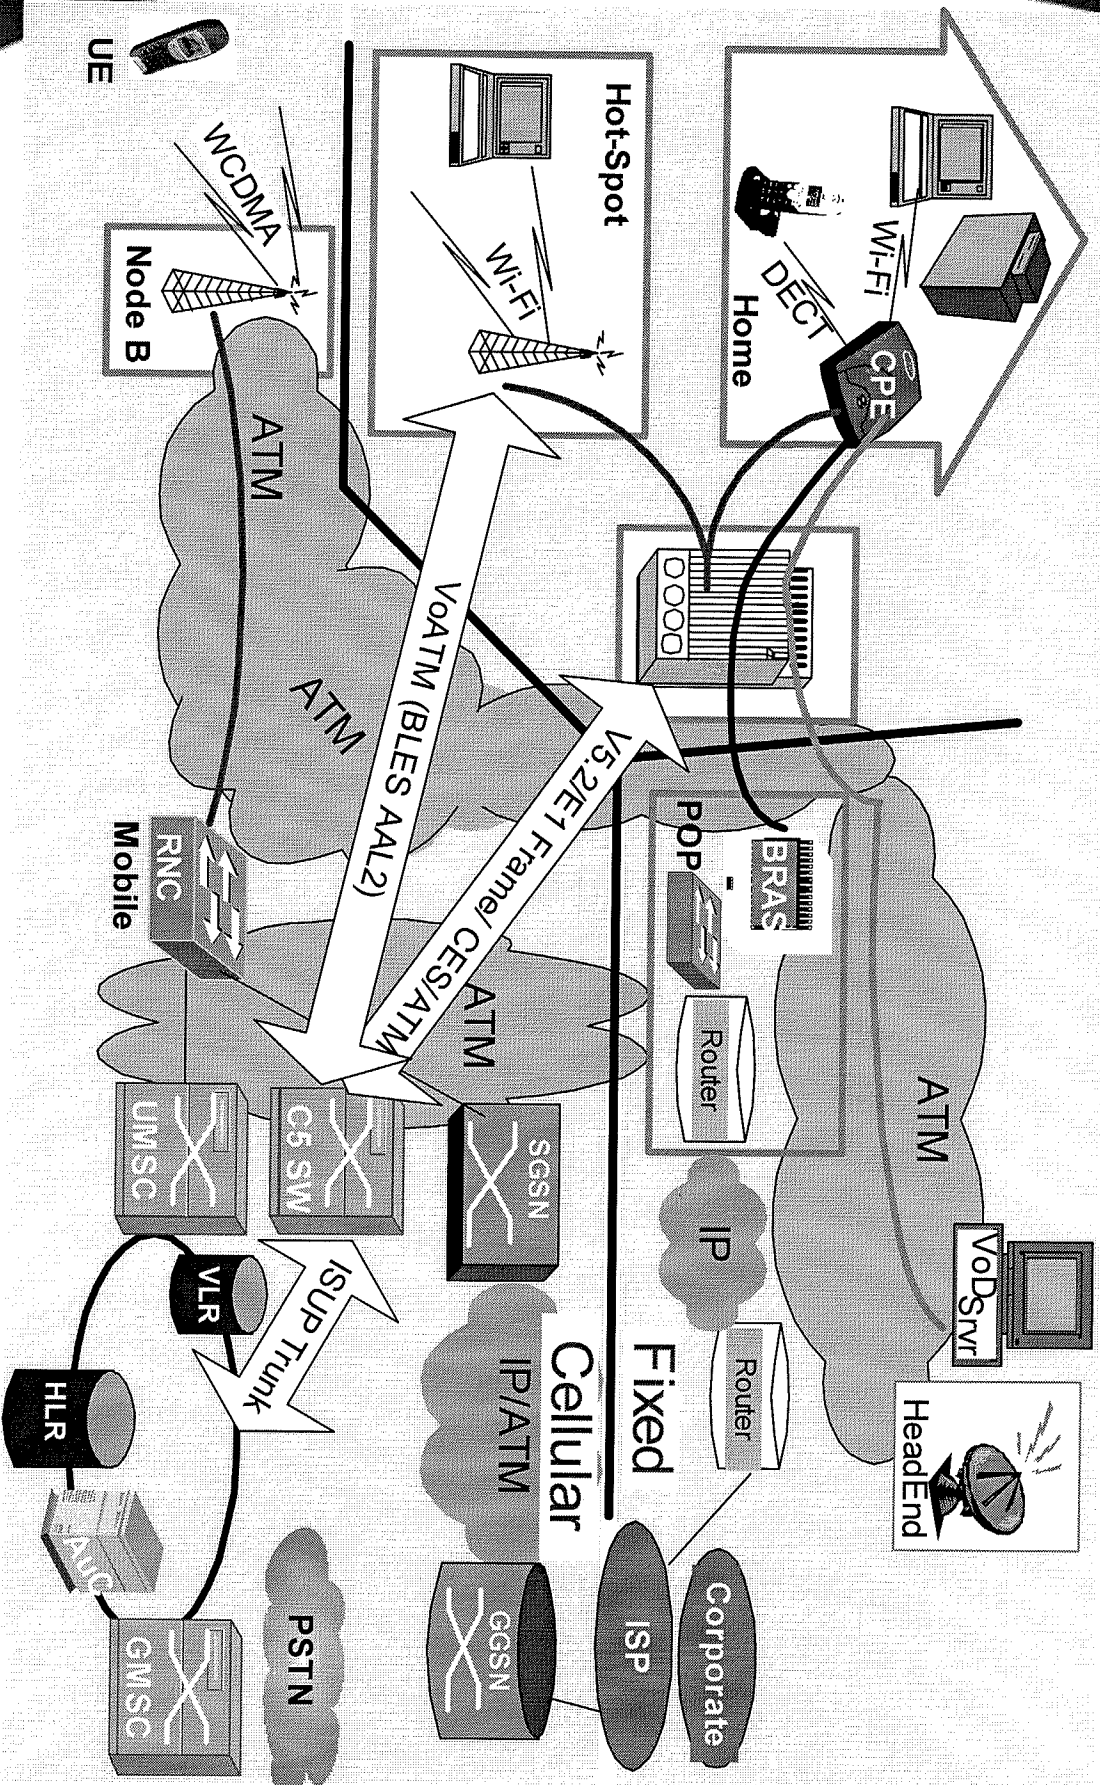 Home
Wi-Fi
DECT
CPE
Hot-Spot
Wi-Fi
UE
WCDMA
Node B
ATM
ATM
VoATM (BLES AAL2)
V5.2/E1 Frame/ CES/ATM
POP
BRAS
Router
ATM
VoD
Srvr
HeadEnd
IP
Router
Fixed
Cellular
Corporate
ISP
RNC
Mobile
ATM
SGSN
IP/ATM
GGSN
C5 SW
UMSC
ISUP Trunk
VLR
HLR
AuC
GMSC
PSTN